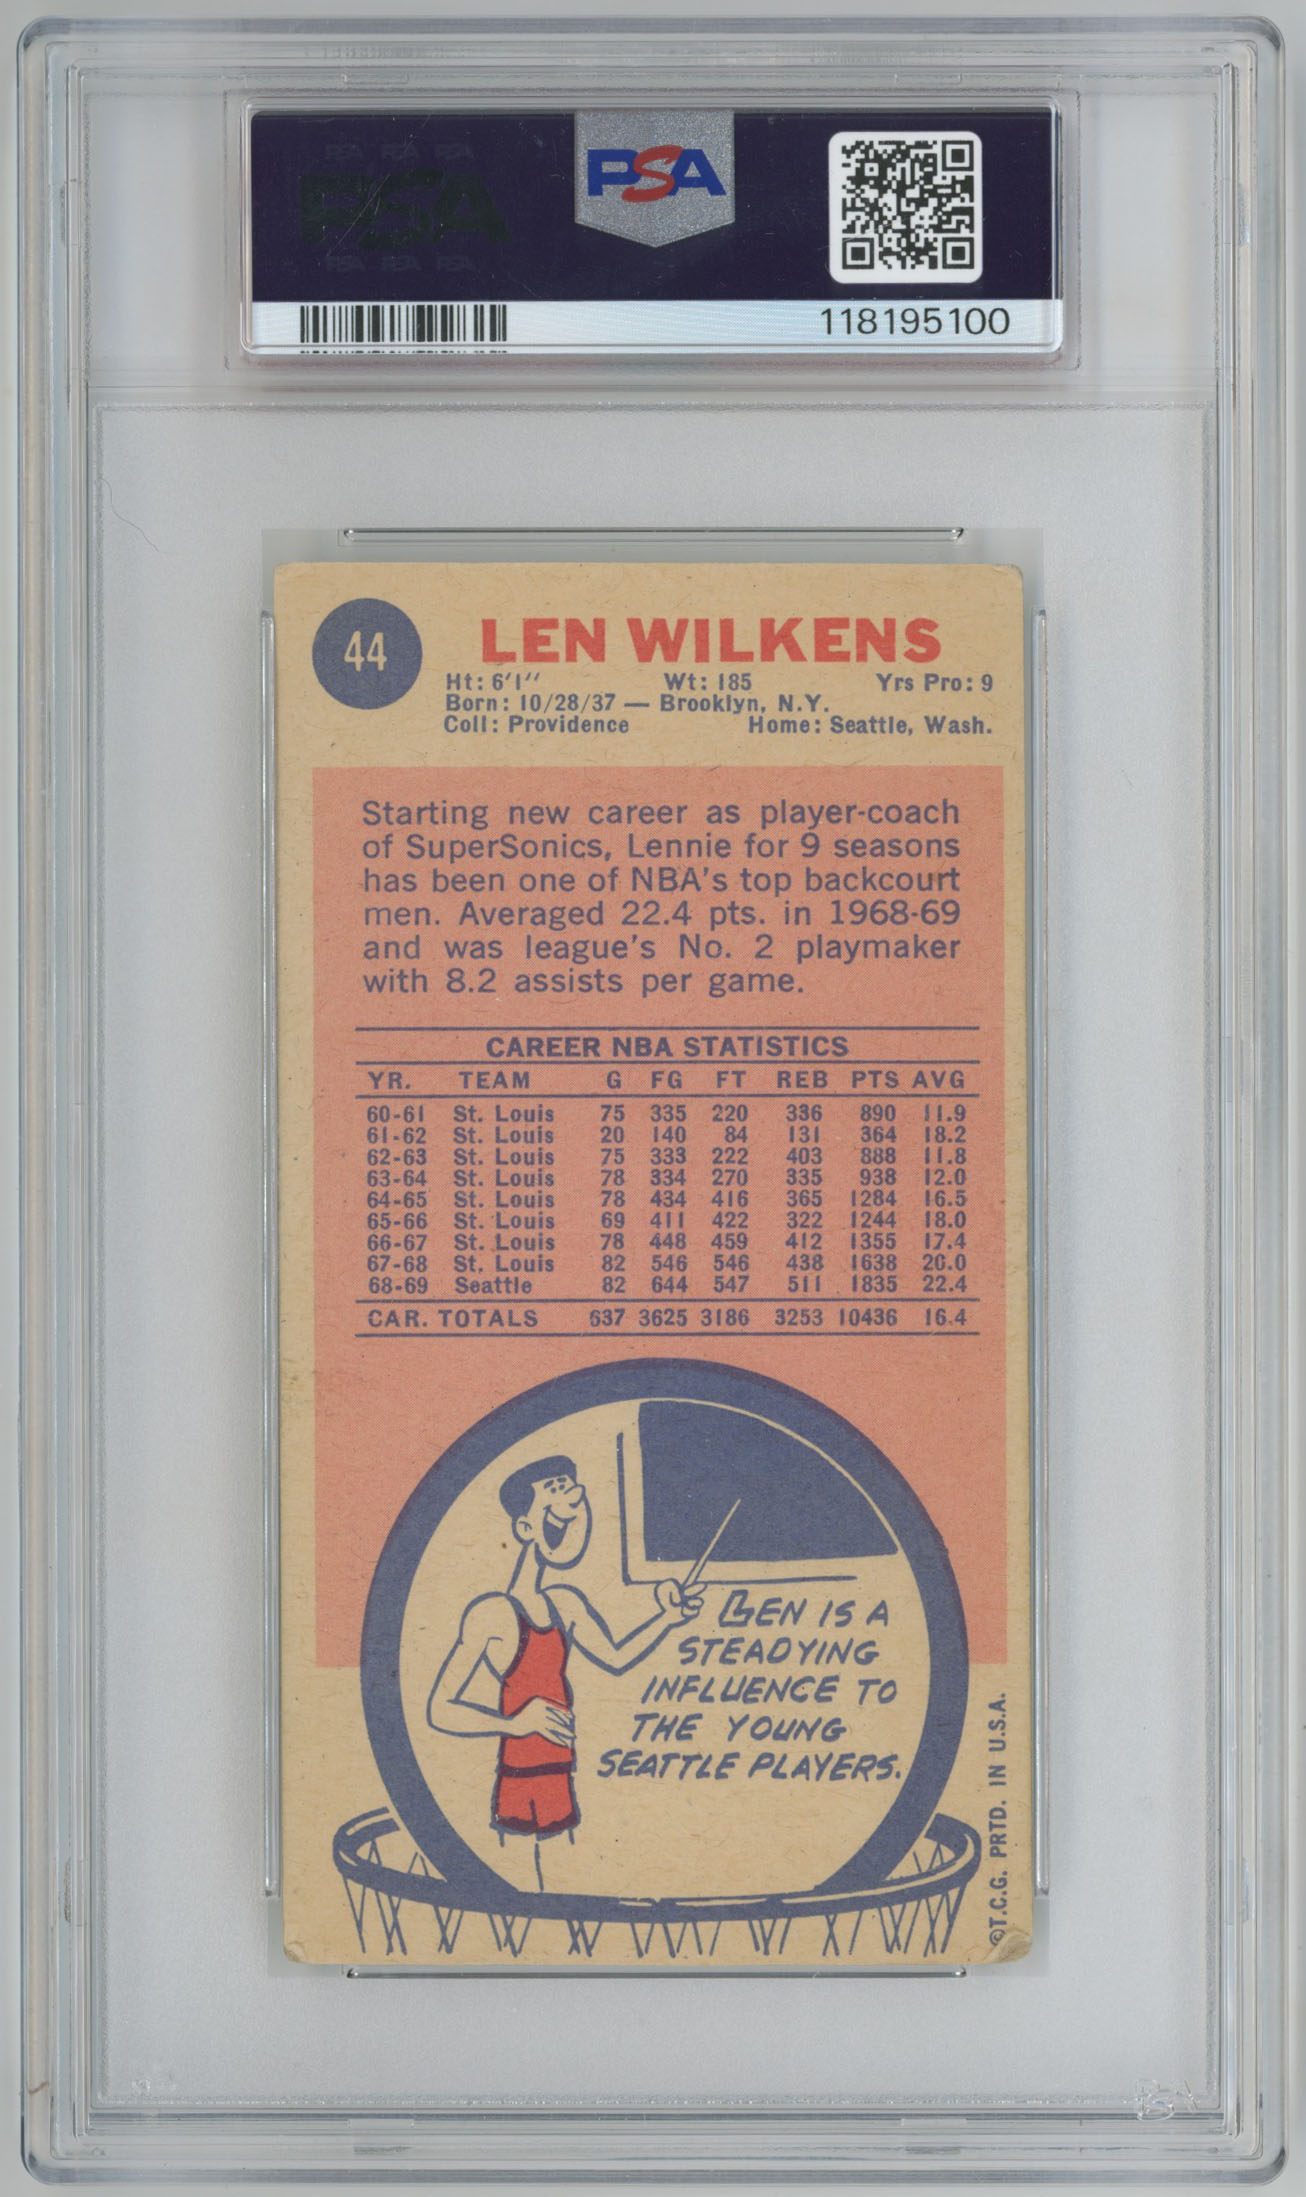 PSA PSA PSA
PSA
PSA PSA PSA
PSA
118195100
44
LEN WILKENS
Ht: 6'1" Wt: 185 Yrs Pro: 9
Born: 10/28/37 — Brooklyn, N.Y.
Coll: Providence Home: Seattle, Wash.
Starting new career as player-coach
of SuperSonics, Lennie for 9 seasons
has been one of NBA's top backcourt
men. Averaged 22.4 pts. in 1968-69
and was league's No. 2 playmaker
with 8.2 assists per game.
CAREER NBA STATISTICS
YR. TEAM G FG FT REB PTS AVG
60-61 St. Louis 75 335 220 336 890 11.9
61-62 St. Louis 20 140 84 131 364 18.2
62-63 St. Louis 75 333 222 403 888 11.8
63-64 St. Louis 78 334 270 335 938 12.0
64-65 St. Louis 78 434 416 365 1284 16.5
65-66 St. Louis 69 411 422 322 1244 18.0
66-67 St. Louis 78 448 459 412 1355 17.4
67-68 St. Louis 82 546 546 438 1638 20.0
68-69 Seattle 82 644 547 511 1835 22.4
CAR. TOTALS 637 3625 3186 3253 10436 16.4
LEN IS A
STEADYING
INFLUENCE TO
THE YOUNG
SEATTLE PLAYERS.
©T.C.G. PRTD. IN U.S.A.
PSA